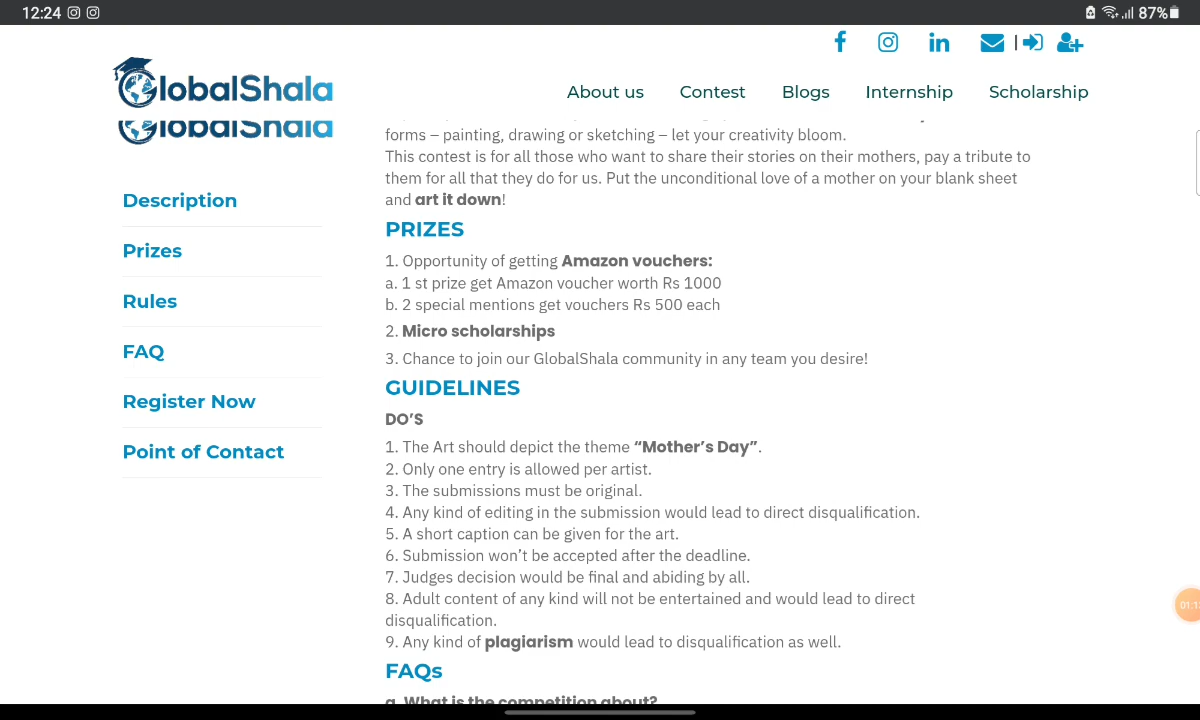 12:24
87%
GlobalShala
About us
Contest
Blogs
Internship
Scholarship
Description
Prizes
Rules
FAQ
Register Now
Point of Contact
forms – painting, drawing or sketching – let your creativity bloom.
This contest is for all those who want to share their stories on their mothers, pay a tribute to
them for all that they do for us. Put the unconditional love of a mother on your blank sheet
and art it down!
PRIZES
1. Opportunity of getting Amazon vouchers:
a. 1 st prize get Amazon voucher worth Rs 1000
b. 2 special mentions get vouchers Rs 500 each
2. Micro scholarships
3. Chance to join our GlobalShala community in any team you desire!
GUIDELINES
DO’S
1. The Art should depict the theme “Mother’s Day”.
2. Only one entry is allowed per artist.
3. The submissions must be original.
4. Any kind of editing in the submission would lead to direct disqualification.
5. A short caption can be given for the art.
6. Submission won’t be accepted after the deadline.
7. Judges decision would be final and abiding by all.
8. Adult content of any kind will not be entertained and would lead to direct
disqualification.
9. Any kind of plagiarism would lead to disqualification as well.
FAQs
a. What is the competition about?